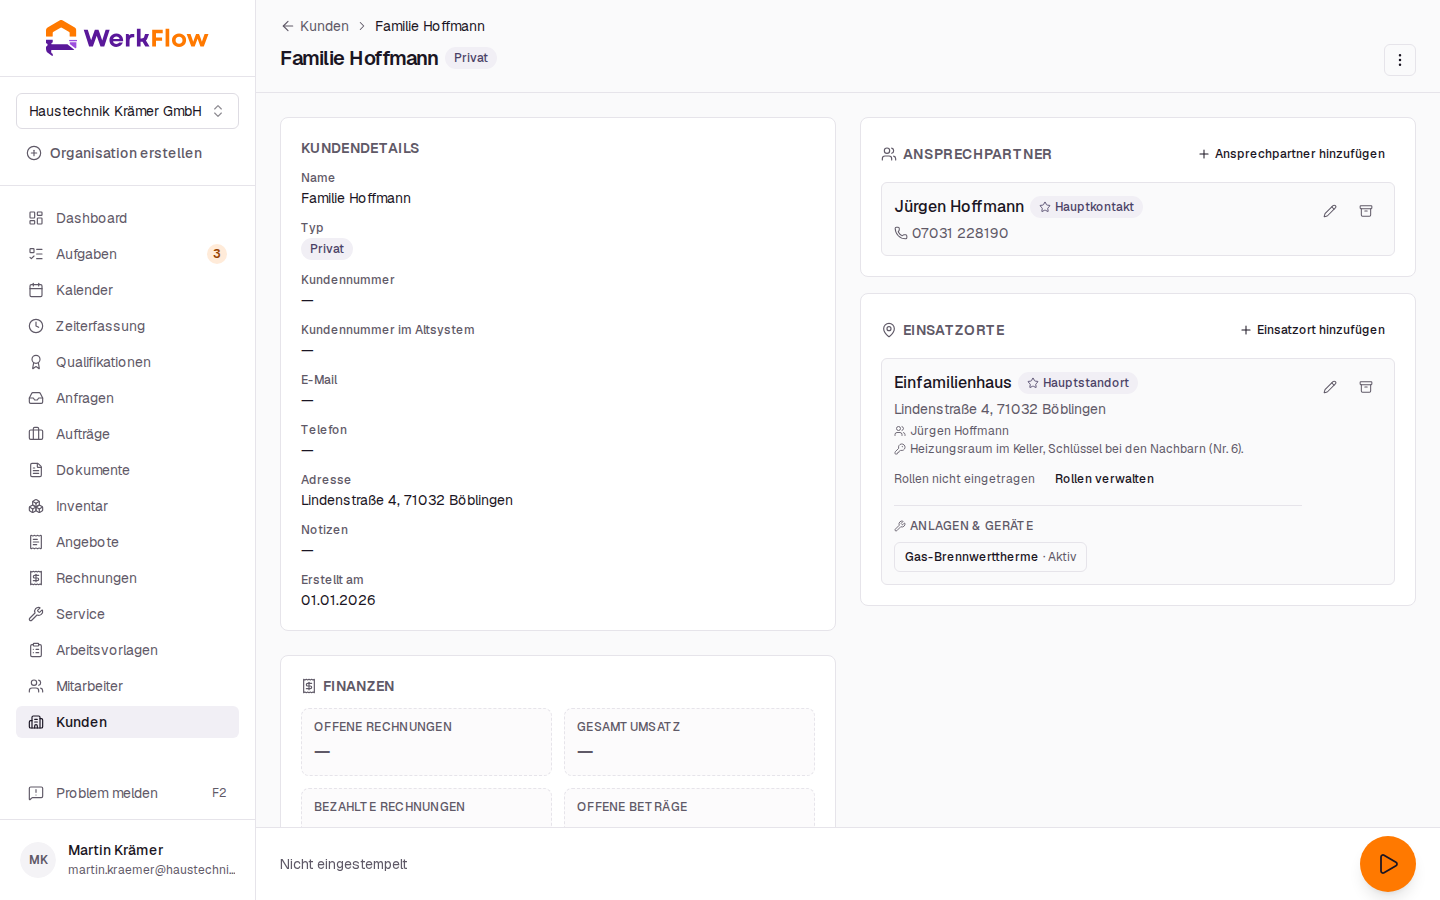 WerkFlow
Haustechnik Krämer GmbH
Organisation erstellen
Dashboard
Aufgaben 3
Kalender
Zeiterfassung
Qualifikationen
Anfragen
Aufträge
Dokumente
Inventar
Angebote
Rechnungen
Service
Arbeitsvorlagen
Mitarbeiter
Kunden
Problem melden F2
MK
Martin Krämer
martin.kraemer@haustechni...
Kunden > Familie Hoffmann
Familie Hoffmann Privat
KUNDENDETAILS
Name
Familie Hoffmann
Typ
Privat
Kundennummer
—
Kundennummer im Altsystem
—
E-Mail
—
Telefon
—
Adresse
Lindenstraße 4, 71032 Böblingen
Notizen
—
Erstellt am
01.01.2026
FINANZEN
OFFENE RECHNUNGEN
—
GESAMTUMSATZ
—
BEZAHLTE RECHNUNGEN
OFFENE BETRÄGE
ANSPRECHPARTNER
+ Ansprechpartner hinzufügen
Jürgen Hoffmann Hauptkontakt
07031 228190
EINSATZORTE
+ Einsatzort hinzufügen
Einfamilienhaus Hauptstandort
Lindenstraße 4, 71032 Böblingen
Jürgen Hoffmann
Heizungsraum im Keller, Schlüssel bei den Nachbarn (Nr. 6).
Rollen nicht eingetragen Rollen verwalten
ANLAGEN & GERÄTE
Gas-Brennwerttherme · Aktiv
Nicht eingestempelt